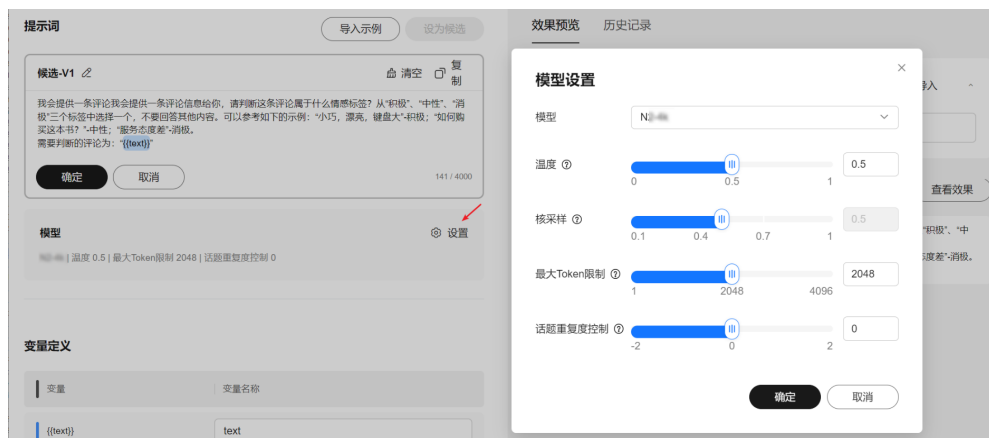 提示词
导入示例
设为候选
候选-V1
清空
复制
我会提供一条评论我会提供一条评论信息给你，请判断这条评论属于什么情感标签？从“积极”、“中性”、“消
极”三个标签中选择一个，不要回答其他内容。可以参考如下的示例：“小巧，漂亮，键盘大”-积极；“如何购
买这本书？”-中性；“服务态度差”-消极。
需要判断的评论为：“{{text}}”
确定
取消
141 / 4000
模型
设置
| 温度 0.5 | 最大Token限制 2048 | 话题重复度控制 0
变量定义
变量
变量名称
{{text}}
text
效果预览
历史记录
导入
查看效果
“积极”、“中
态度差”-消极。
模型设置
模型
温度
0.5
0
0.5
1
核采样
0.5
0.1
0.4
0.7
1
最大Token限制
2048
1
2048
4096
话题重复度控制
0
-2
0
2
确定
取消